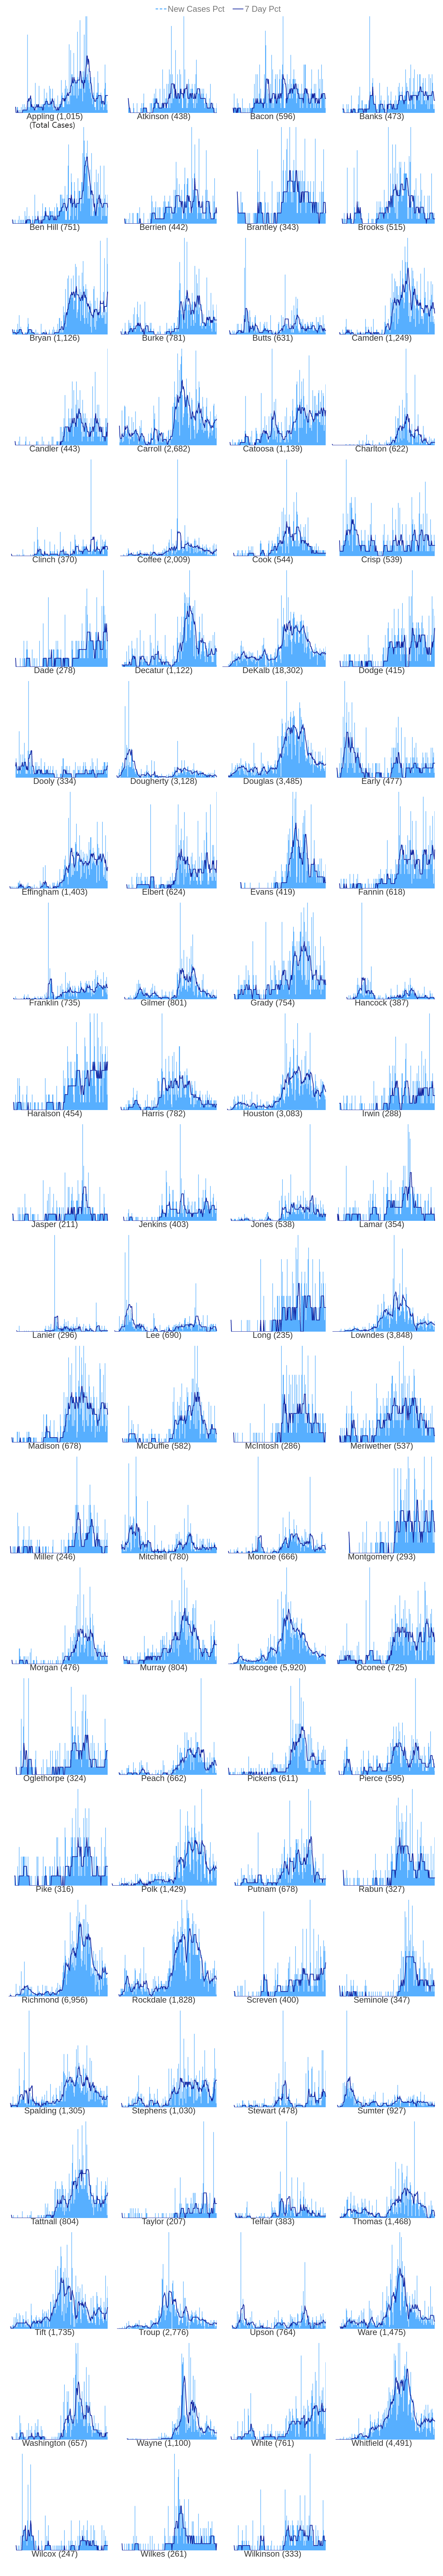 New Cases Pct 7 Day Pct
Appling (1,015) Atkinson (438) Bacon (596) Banks (473)
(Total Cases)
Ben Hill (751) Berrien (442) Brantley (343) Brooks (515)
Bryan (1,126) Burke (781) Butts (631) Camden (1,249)
Candler (443) Carroll (2,682) Catoosa (1,139) Charlton (622)
Clinch (370) Coffee (2,009) Cook (544) Crisp (539)
Dade (278) Decatur (1,122) DeKalb (18,302) Dodge (415)
Dooly (334) Dougherty (3,128) Douglas (3,485) Early (477)
Effingham (1,403) Elbert (624) Evans (419) Fannin (618)
Franklin (735) Gilmer (801) Grady (754) Hancock (387)
Haralson (454) Harris (782) Houston (3,083) Irwin (288)
Jasper (211) Jenkins (403) Jones (538) Lamar (354)
Lanier (296) Lee (690) Long (235) Lowndes (3,848)
Madison (678) McDuffie (582) McIntosh (286) Meriwether (537)
Miller (246) Mitchell (780) Monroe (666) Montgomery (293)
Morgan (476) Murray (804) Muscogee (5,920) Oconee (725)
Oglethorpe (324) Peach (662) Pickens (611) Pierce (595)
Pike (316) Polk (1,429) Putnam (678) Rabun (327)
Richmond (6,956) Rockdale (1,828) Screven (400) Seminole (347)
Spalding (1,305) Stephens (1,030) Stewart (478) Sumter (927)
Tattnall (804) Taylor (207) Telfair (383) Thomas (1,468)
Tift (1,735) Troup (2,776) Upson (764) Ware (1,475)
Washington (657) Wayne (1,100) White (761) Whitfield (4,491)
Wilcox (247) Wilkes (261) Wilkinson (333)